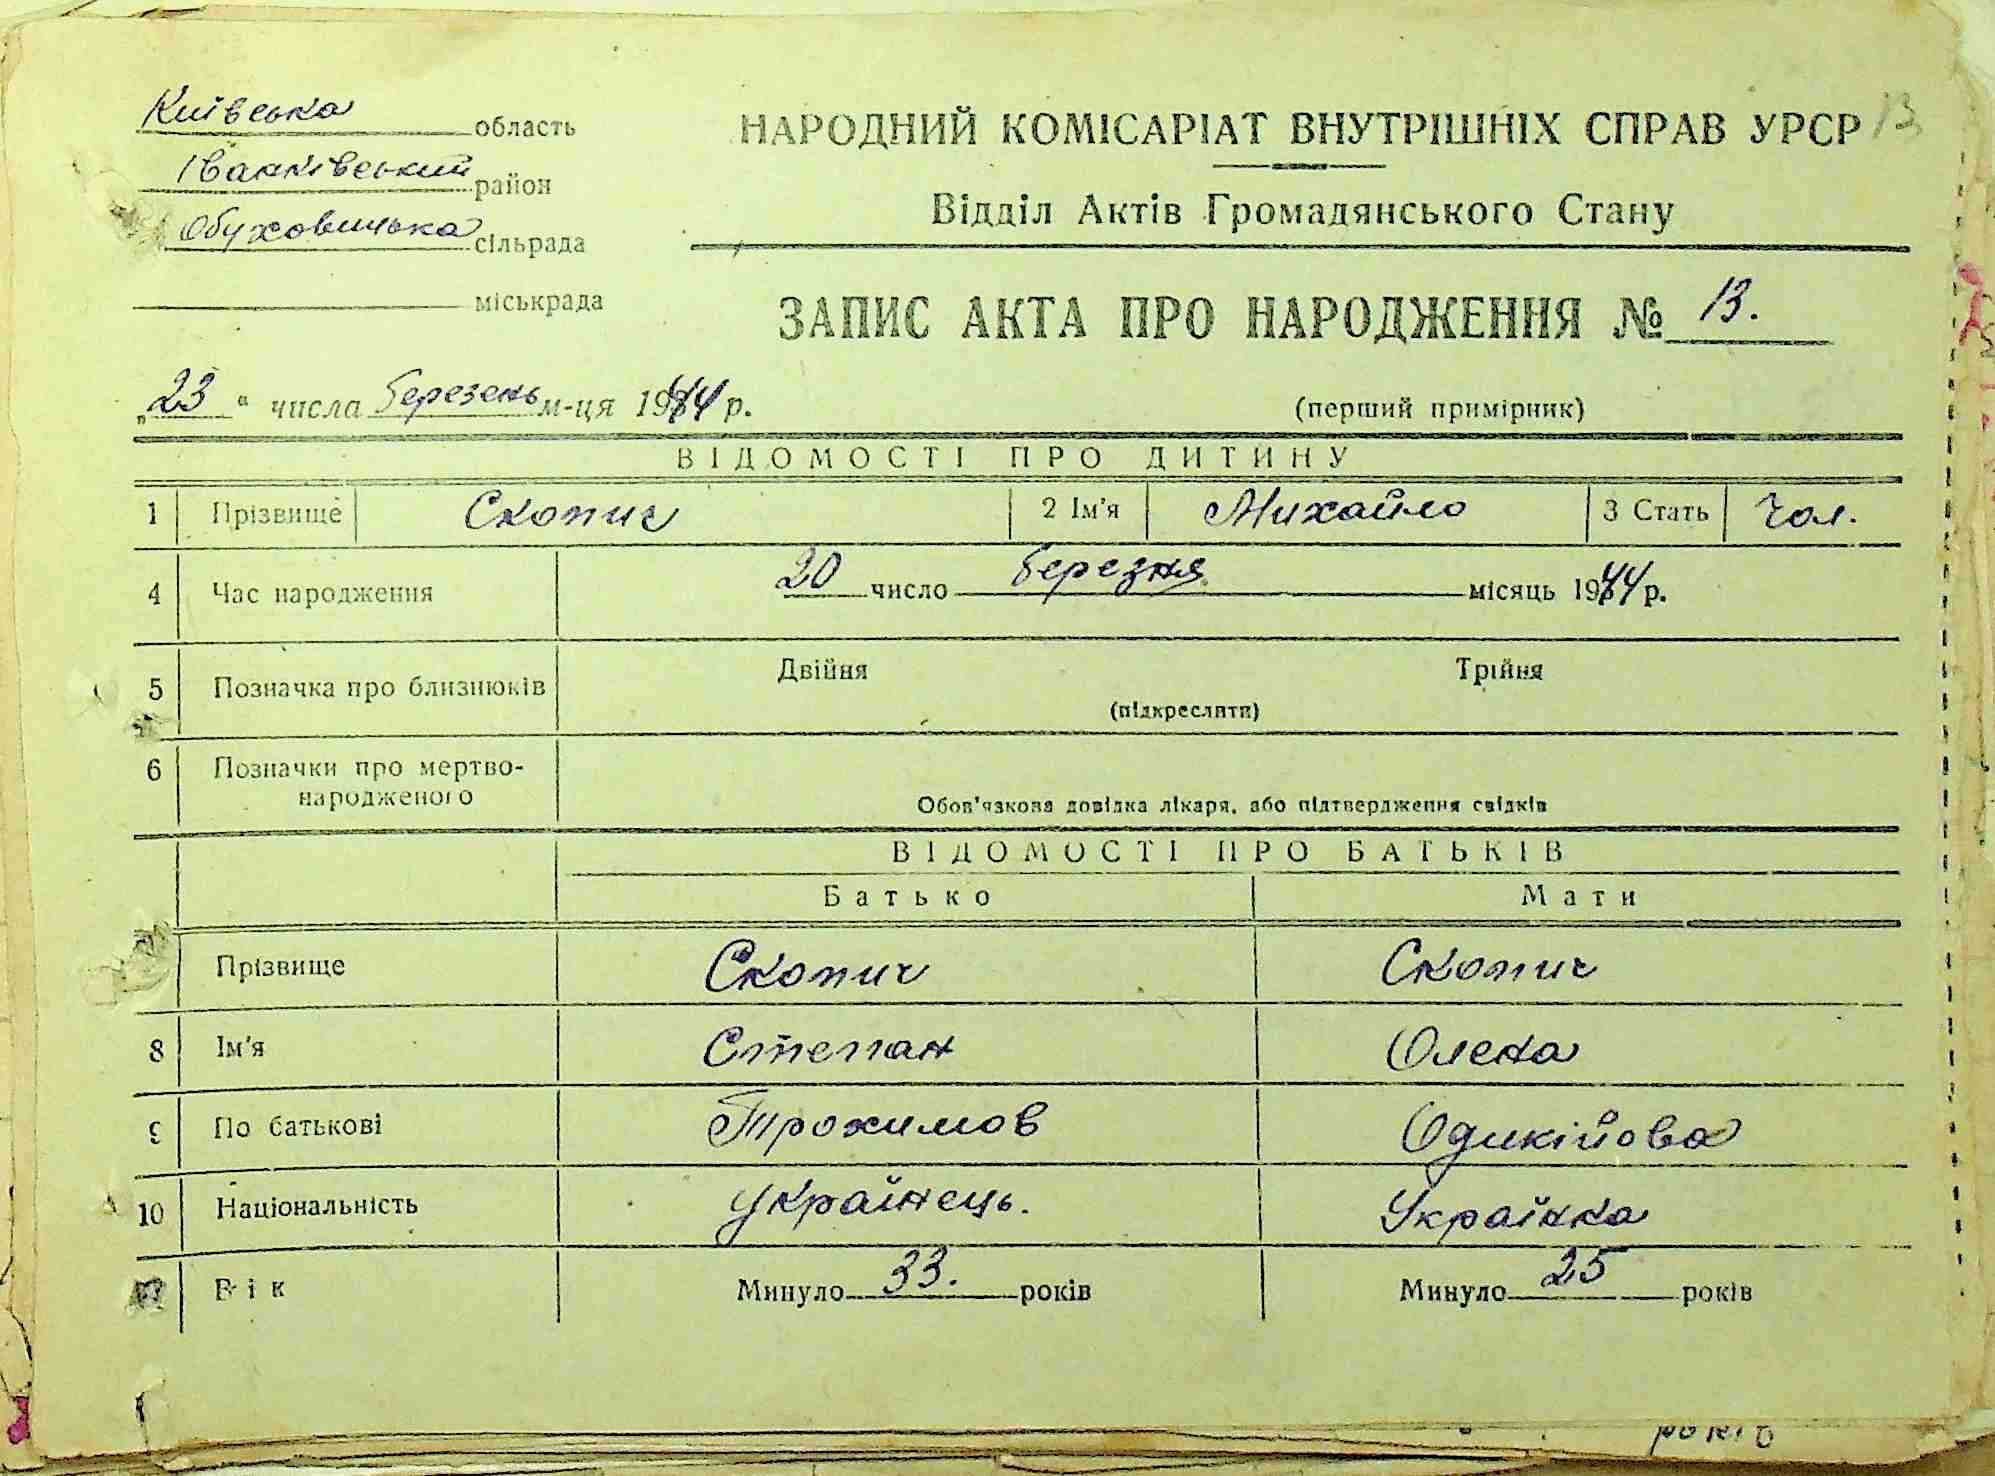 Київська область
Іванківський район
Обуховицька сільрада
міськрада
НАРОДНИЙ КОМІСАРІАТ ВНУТРІШНІХ СПРАВ УРСР 13
Відділ Актів Громадянського Стану
ЗАПИС АКТА ПРО НАРОДЖЕННЯ № 13.
„23“ числа березень м-ця 1944 р.
(перший примірник)
ВІДОМОСТІ ПРО ДИТИНУ
1 Прізвище Скопич 2 Ім'я Михайло 3 Стать Чол.
4 Час народження 20 число березня місяць 1944 р.
5 Позначка про близнюків Двійня Трійня
(підкреслити)
6 Позначки про мертво-
народженого
Обов'язкова довідка лікаря, або підтвердження свідків
ВІДОМОСТІ ПРО БАТЬКІВ
Батько Мати
Прізвище Скопич Скопич
8 Ім'я Степан Олена
9 По батькові Трохимов
10 Національність Українець. Українка
Вік Минуло 33. років Минуло 25 років
років